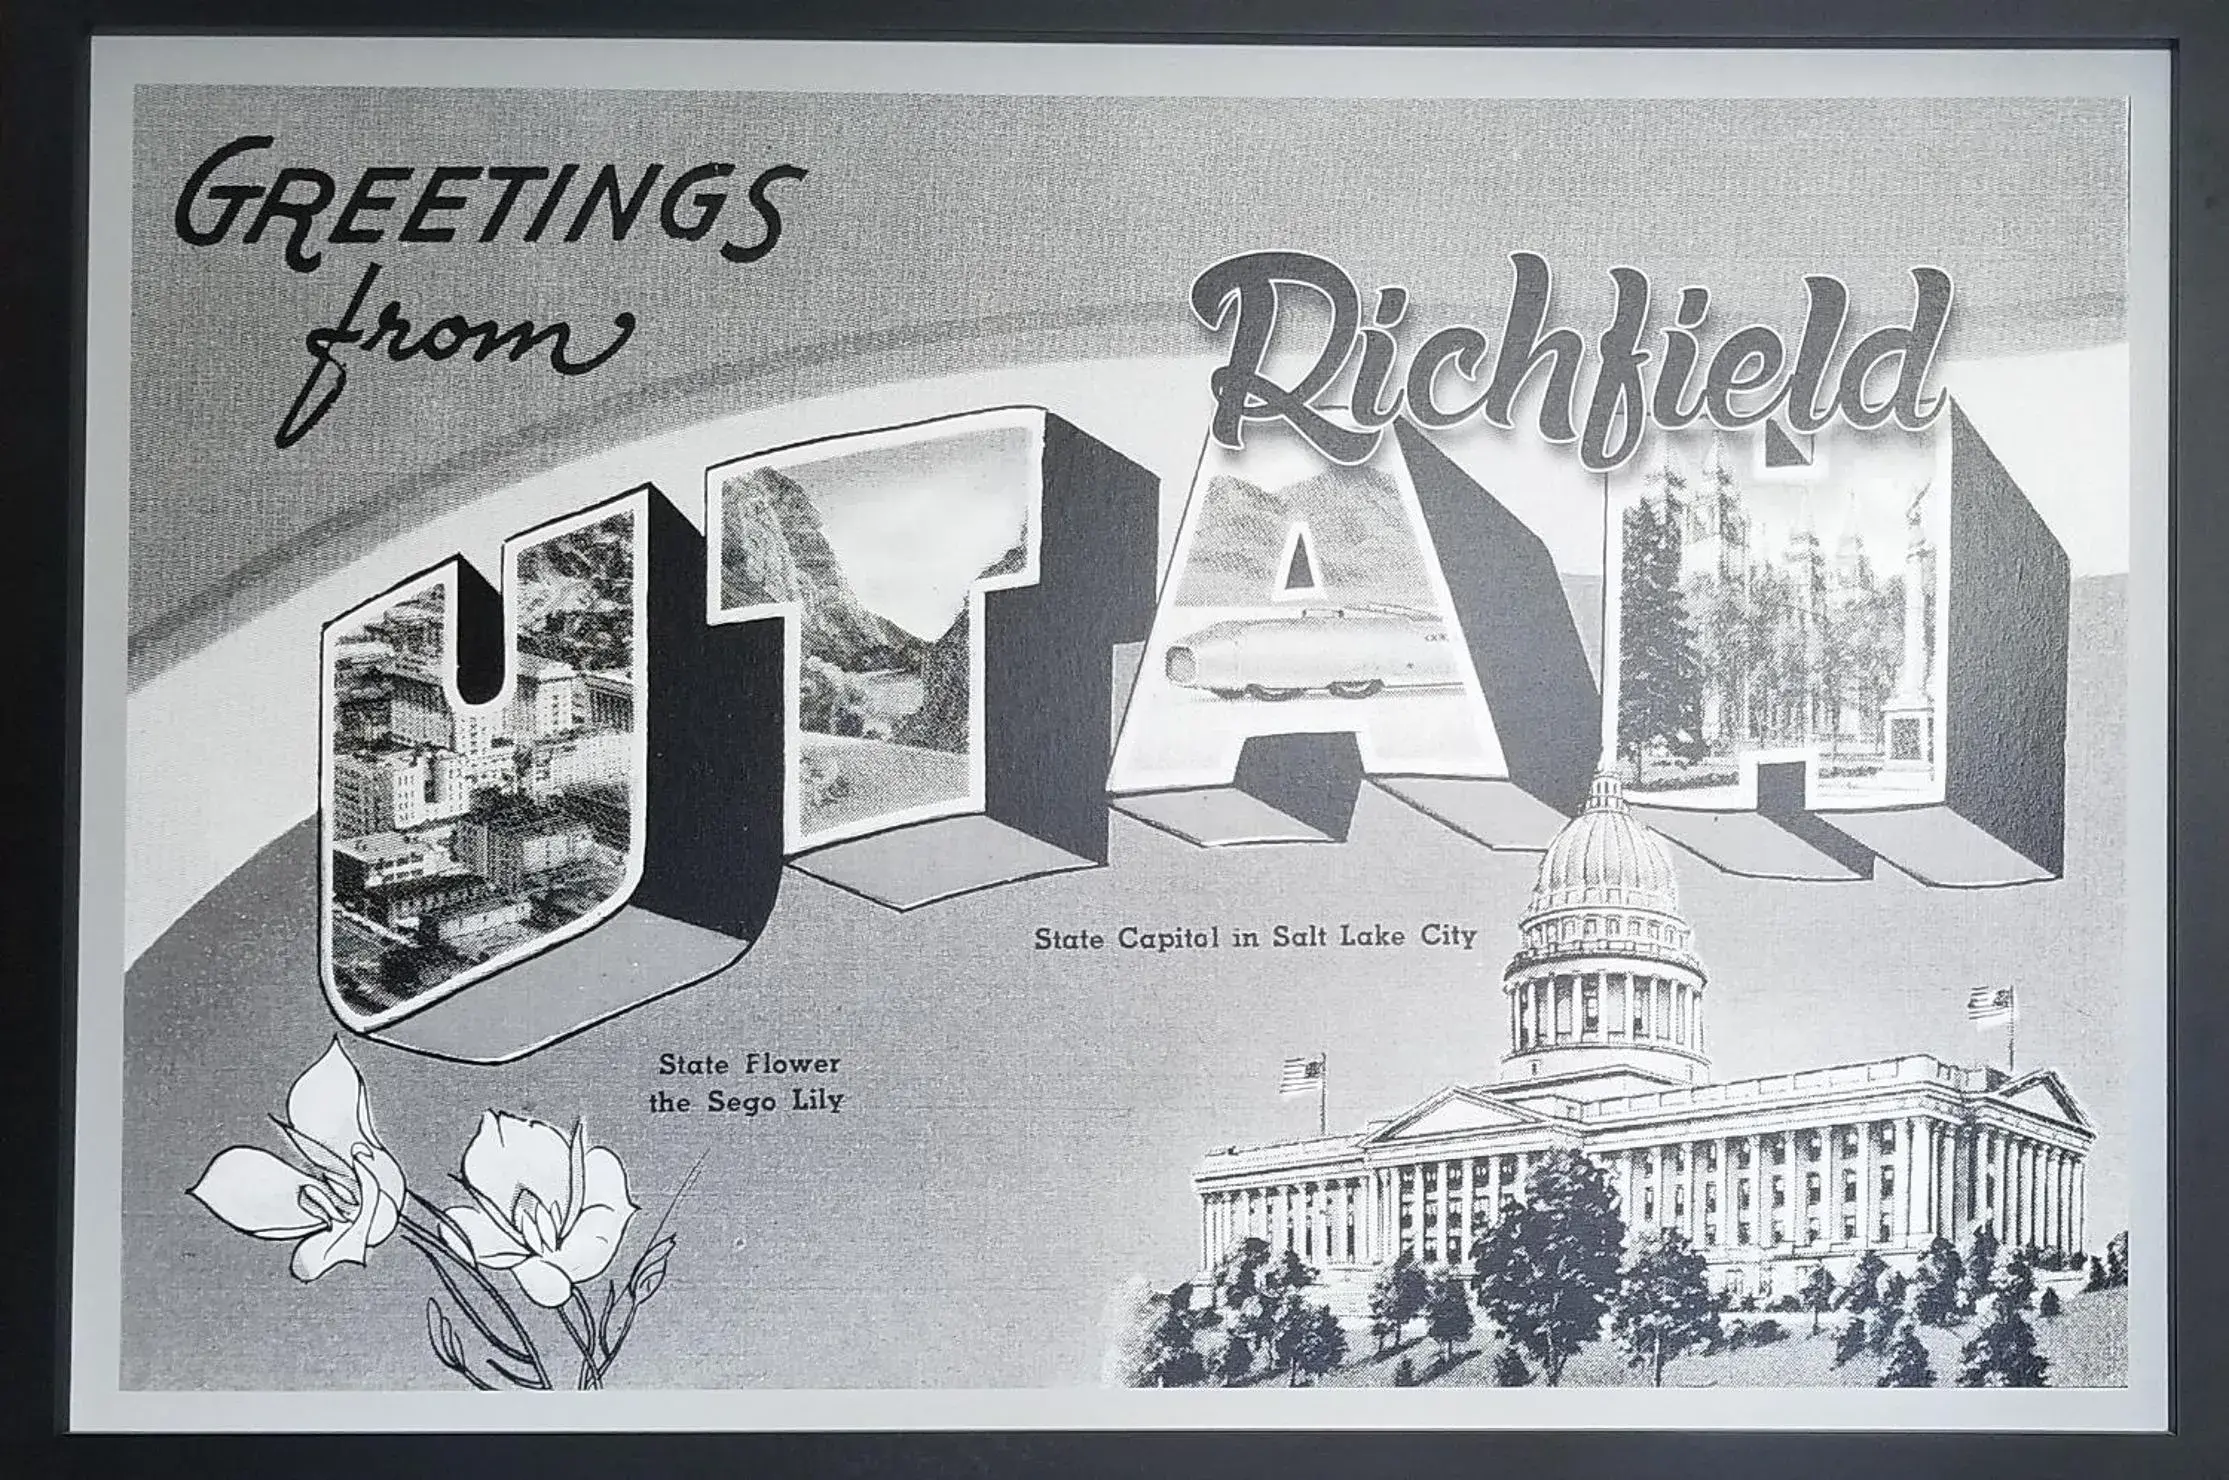 GREETINGS
from
Richfield
UTAH
State Capitol in Salt Lake City
State Flower
the Sego Lily